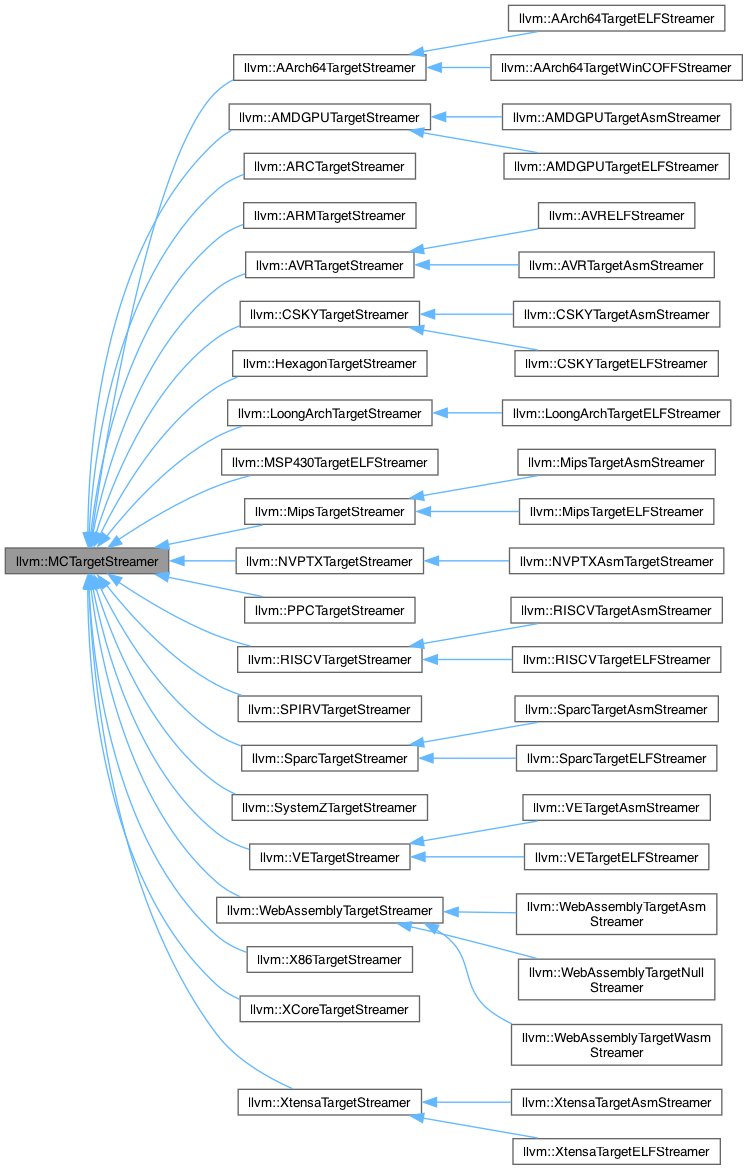 llvm::AArch64TargetELFStreamer
llvm::AArch64TargetStreamer
llvm::AArch64TargetWinCOFFStreamer
llvm::AMDGPUTargetStreamer
llvm::AMDGPUTargetAsmStreamer
llvm::AMDGPUTargetELFStreamer
llvm::ARCTargetStreamer
llvm::ARMTargetStreamer
llvm::AVRELFStreamer
llvm::AVRTargetStreamer
llvm::AVRTargetAsmStreamer
llvm::CSKYTargetStreamer
llvm::CSKYTargetAsmStreamer
llvm::CSKYTargetELFStreamer
llvm::HexagonTargetStreamer
llvm::LoongArchTargetStreamer
llvm::LoongArchTargetELFStreamer
llvm::MSP430TargetELFStreamer
llvm::MipsTargetAsmStreamer
llvm::MipsTargetStreamer
llvm::MipsTargetELFStreamer
llvm::MCTargetStreamer
llvm::NVPTXTargetStreamer
llvm::NVPTXAsmTargetStreamer
llvm::PPCTargetStreamer
llvm::RISCVTargetAsmStreamer
llvm::RISCVTargetStreamer
llvm::RISCVTargetELFStreamer
llvm::SPIRVTargetStreamer
llvm::SparcTargetAsmStreamer
llvm::SparcTargetStreamer
llvm::SparcTargetELFStreamer
llvm::SystemZTargetStreamer
llvm::VETargetAsmStreamer
llvm::VETargetStreamer
llvm::VETargetELFStreamer
llvm::WebAssemblyTargetStreamer
llvm::WebAssemblyTargetAsm
Streamer
llvm::X86TargetStreamer
llvm::WebAssemblyTargetNull
Streamer
llvm::XCoreTargetStreamer
llvm::WebAssemblyTargetWasm
Streamer
llvm::XtensaTargetStreamer
llvm::XtensaTargetAsmStreamer
llvm::XtensaTargetELFStreamer